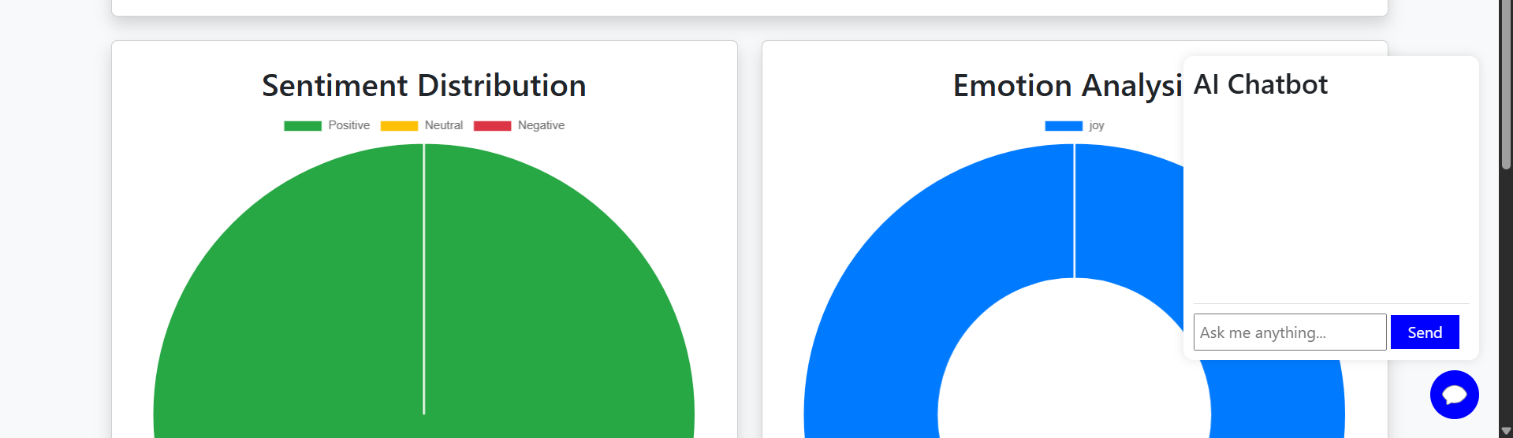 Sentiment Distribution
Positive Neutral Negative
Emotion Analysi
joy
AI Chatbot
Ask me anything...
Send